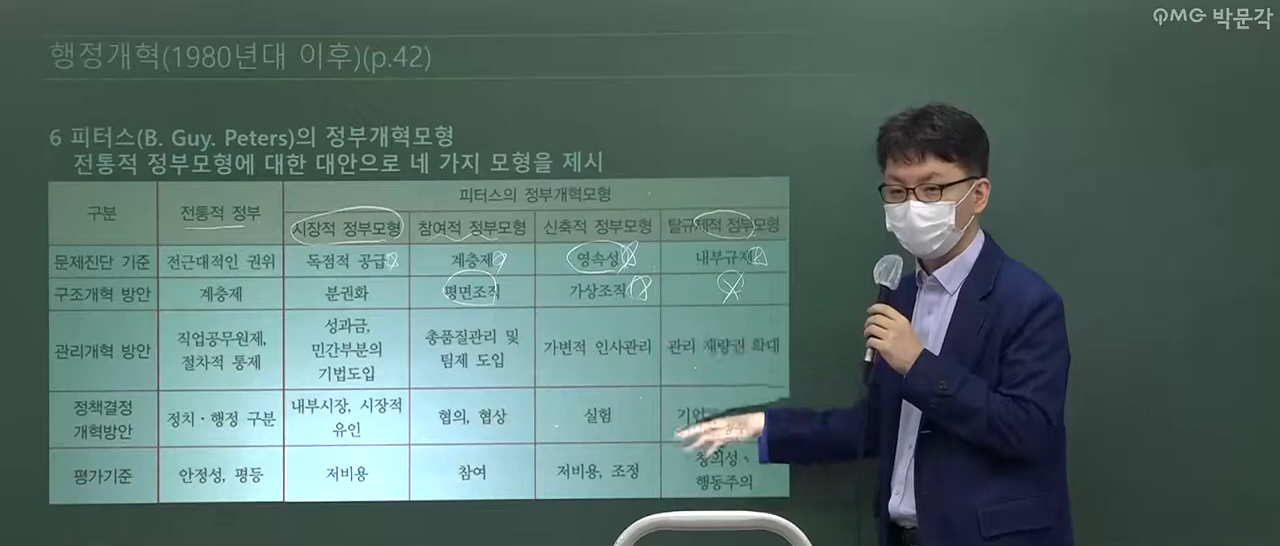 PMG 박문각
행정개혁(1980년대 이후)(p.42)
6 피터스(B. Guy. Peters)의 정부개혁모형
전통적 정부모형에 대한 대안으로 네 가지 모형을 제시
구분
전통적 정부
피터스의 정부개혁모형
시장적 정부모형
참여적 정부모형
신축적 정부모형
탈규제적 정부모형
문제진단 기준
전근대적인 권위
독점적 공급
계층제
영속성
내부규제
구조개혁 방안
계층제
분권화
평면조직
가상조직
관리개혁 방안
직업공무원제,
절차적 통제
성과금,
민간부분의
기법도입
총품질관리 및
팀제 도입
가변적 인사관리
관리 재량권 확대
정책결정
개혁방안
정치·행정 구분
내부시장, 시장적
유인
협의, 협상
실험
평가기준
안정성, 평등
저비용
참여
저비용, 조정
창의성、
행동주의